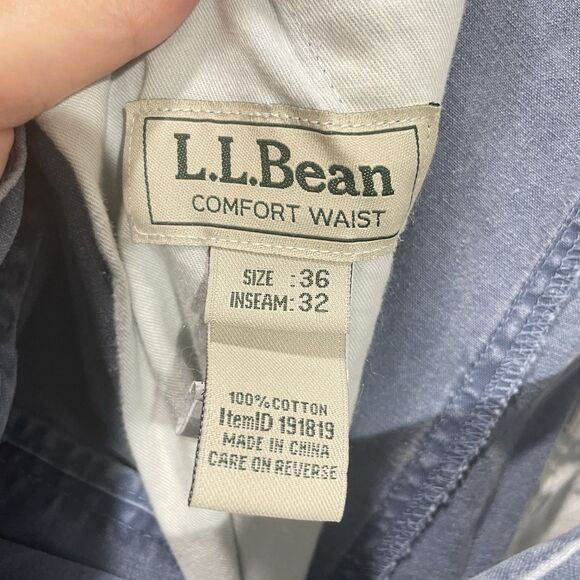 L.L.Bean
COMFORT WAIST
SIZE :36
INSEAM:32
100% COTTON
ItemID 191819
MADE IN CHINA
CARE ON REVERSE